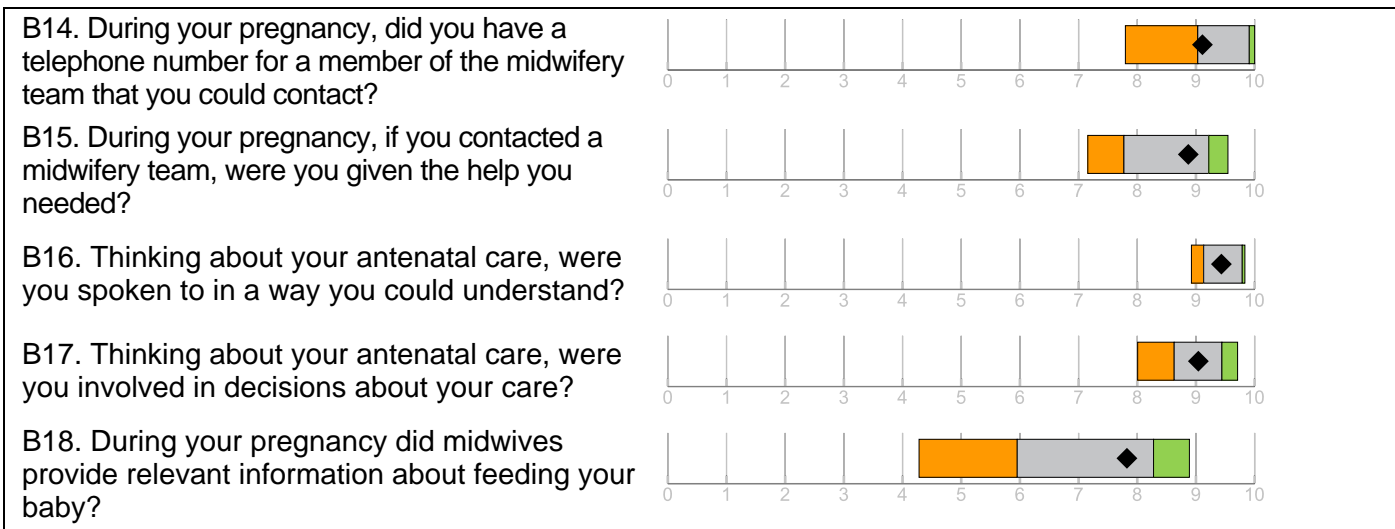 B14. During your pregnancy, did you have a
telephone number for a member of the midwifery
team that you could contact?
0 1 2 3 4 5 6 7 8 9 10
B15. During your pregnancy, if you contacted a
midwifery team, were you given the help you
needed?
0 1 2 3 4 5 6 7 8 9 10
B16. Thinking about your antenatal care, were
you spoken to in a way you could understand?
0 1 2 3 4 5 6 7 8 9 10
B17. Thinking about your antenatal care, were
you involved in decisions about your care?
0 1 2 3 4 5 6 7 8 9 10
B18. During your pregnancy did midwives
provide relevant information about feeding your
baby?
0 1 2 3 4 5 6 7 8 9 10